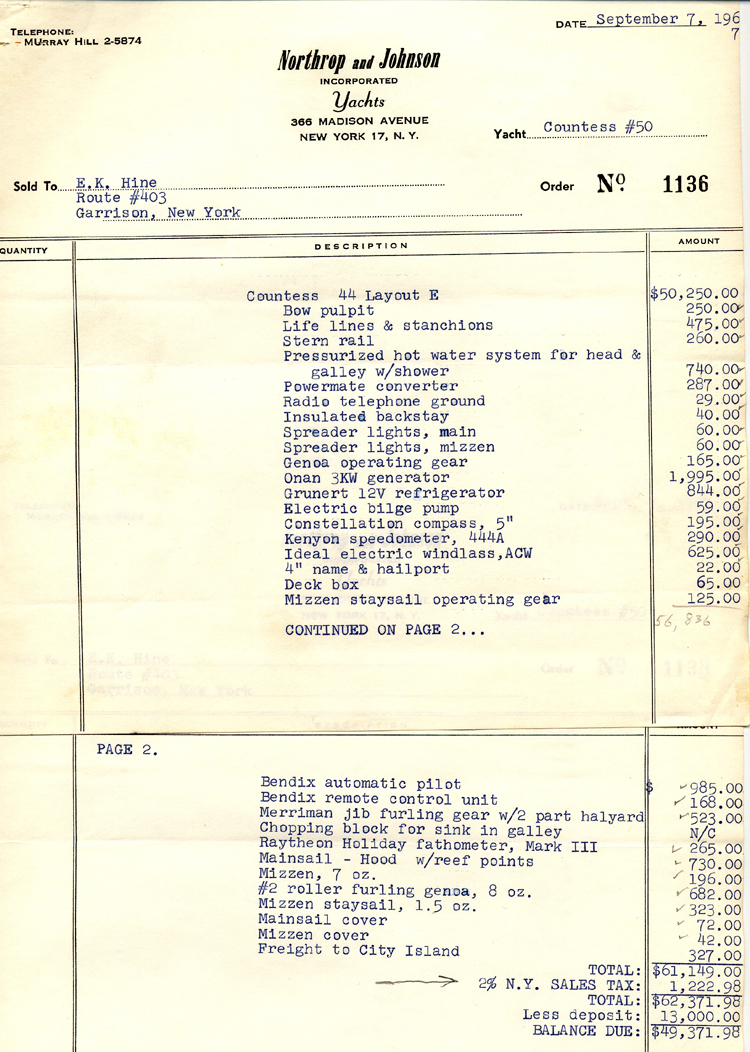 TELEPHONE:
MURRAY HILL 2-5874
DATE September 7, 196
7
Northrop and Johnson
INCORPORATED
Yachts
366 MADISON AVENUE
NEW YORK 17, N. Y.
Yacht Countess #50
Sold To E.K. Hine
Route #403
Garrison, New York
Order Nº 1136
QUANTITY DESCRIPTION AMOUNT
Countess 44 Layout E $50,250.00
Bow pulpit 250.00
Life lines & stanchions 475.00
Stern rail 260.00
Pressurized hot water system for head &
galley w/shower 740.00
Powermate converter 287.00
Radio telephone ground 29.00
Insulated backstay 40.00
Spreader lights, main 60.00
Spreader lights, mizzen 60.00
Genoa operating gear 165.00
Onan 3KW generator 1,995.00
Grunert 12V refrigerator 844.00
Electric bilge pump 59.00
Constellation compass, 5" 195.00
Kenyon speedometer, 444A 290.00
Ideal electric windlass,ACW 625.00
4" name & hailport 22.00
Deck box 65.00
Mizzen staysail operating gear 125.00
56,836
CONTINUED ON PAGE 2...
PAGE 2.
Bendix automatic pilot $ 985.00
Bendix remote control unit 168.00
Merriman jib furling gear w/2 part halyard 523.00
Chopping block for sink in galley N/C
Raytheon Holiday fathometer, Mark III 265.00
Mainsail - Hood w/reef points 730.00
Mizzen, 7 oz. 196.00
#2 roller furling genoa, 8 oz. 682.00
Mizzen staysail, 1.5 oz. 323.00
Mainsail cover 72.00
Mizzen cover 42.00
Freight to City Island 327.00
TOTAL: $61,149.00
2% N.Y. SALES TAX: 1,222.98
TOTAL: $62,371.98
Less deposit: 13,000.00
BALANCE DUE: $49,371.98